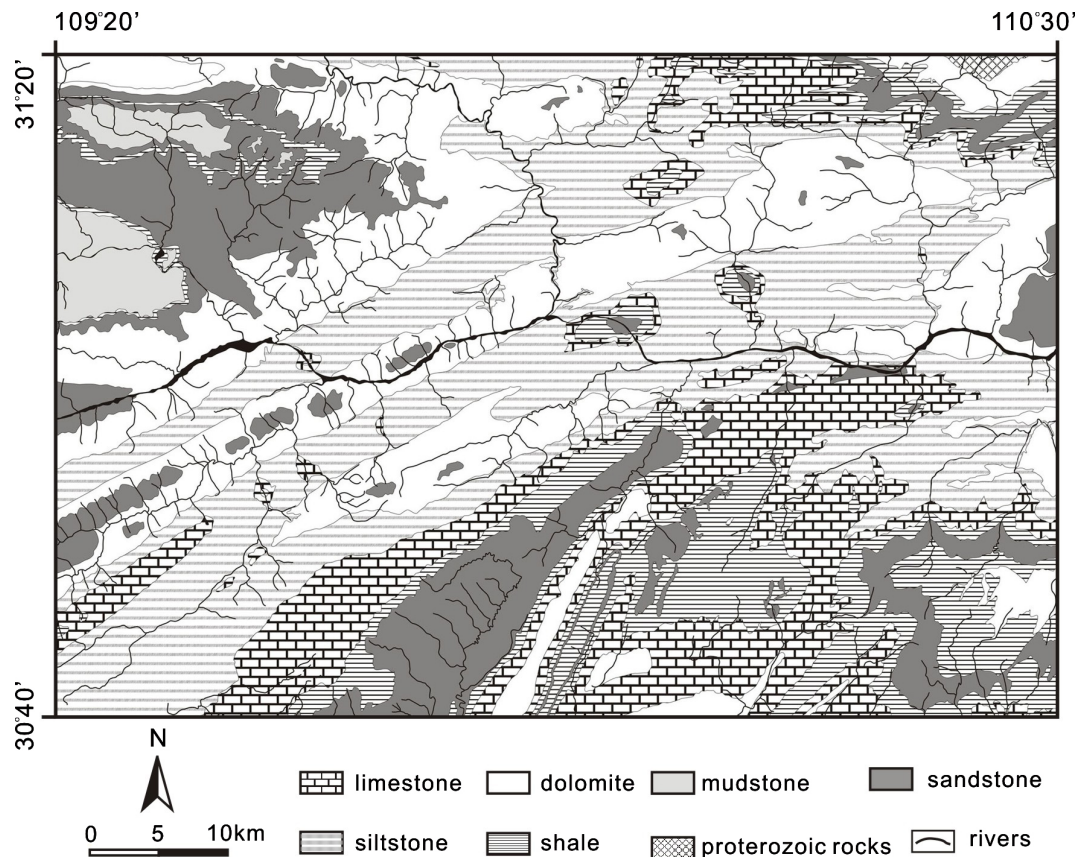 109°20’ 110°30’
31°20’
30°40’
N
0 5 10km
limestone dolomite mudstone sandstone
siltstone shale proterozoic rocks rivers